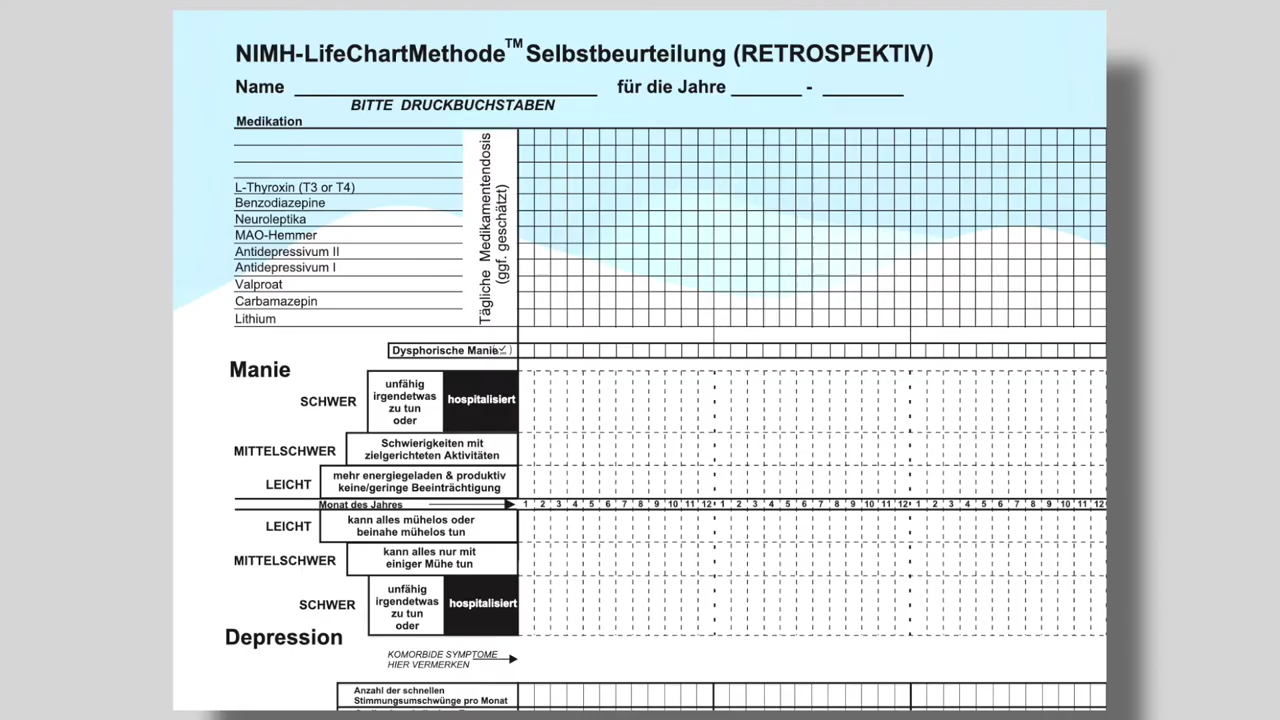 NIMH-LifeChartMethode™ Selbstbeurteilung (RETROSPEKTIV)
Name für die Jahre -
BITTE DRUCKBUCHSTABEN
Medikation
Tägliche Medikamentendosis
(ggf. geschätzt)
L-Thyroxin (T3 or T4)
Benzodiazepine
Neuroleptika
MAO-Hemmer
Antidepressivum II
Antidepressivum I
Valproat
Carbamazepin
Lithium
Dysphorische Manie
Manie
SCHWER
unfähig
irgendetwas
zu tun
oder
hospitalisiert
MITTELSCHWER
Schwierigkeiten mit
zielgerichteten Aktivitäten
LEICHT
mehr energiegeladen & produktiv
keine/geringe Beeinträchtigung
Monat des Jahres 1 2 3 4 5 6 7 8 9 10 11 12 1 2 3 4 5 6 7 8 9 10 11 12 1 2 3 4 5 6 7 8 9 10 11 12
LEICHT
kann alles mühelos oder
beinahe mühelos tun
MITTELSCHWER
kann alles nur mit
einiger Mühe tun
SCHWER
unfähig
irgendetwas
zu tun
oder
hospitalisiert
Depression
KOMORBIDE SYMPTOME
HIER VERMERKEN
Anzahl der schnellen
Stimmungsumschwünge pro Monat